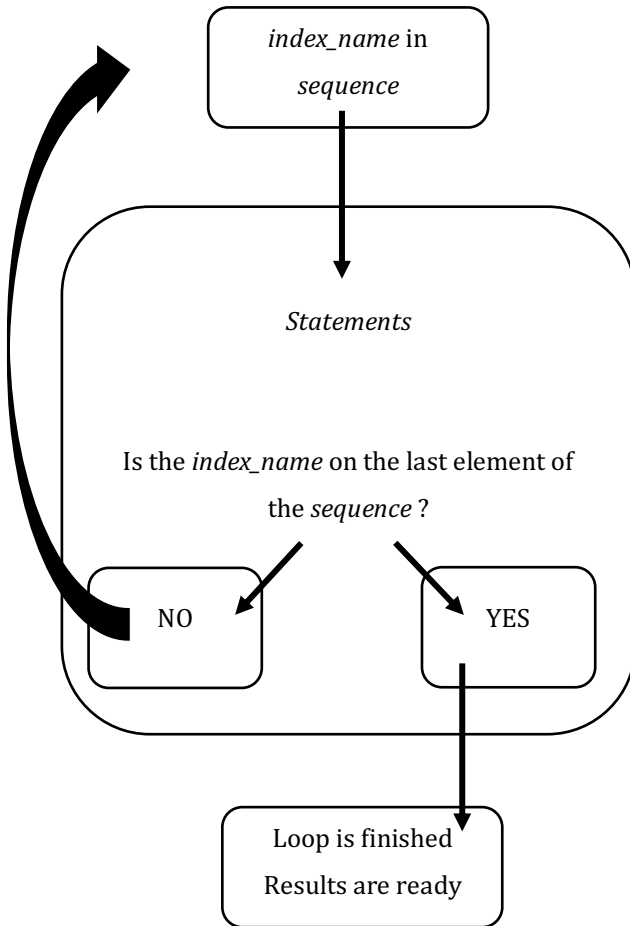 index_name in
sequence
Statements
Is the index_name on the last element of
the sequence ?
NO
YES
Loop is finished
Results are ready